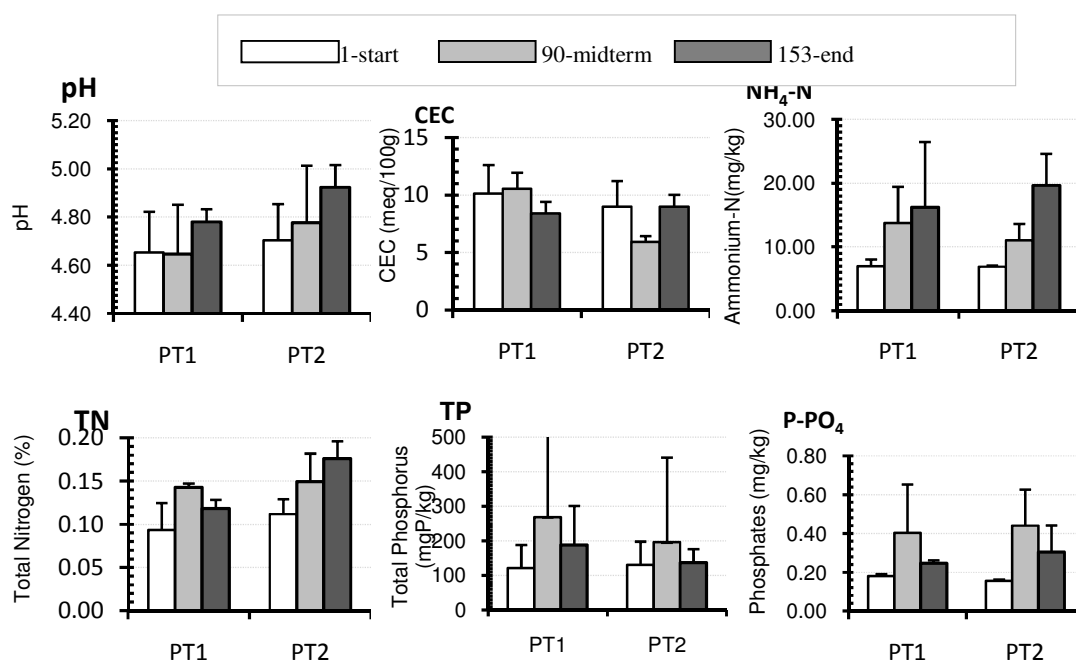 1-start 90-midterm 153-end
pH
5.20
5.00
4.80
4.60
4.40
pH
PT1 PT2
CEC
15
10
5
0
CEC (meq/100g)
PT1 PT2
NH4-N
30.00
20.00
10.00
0.00
Ammonium-N(mg/kg)
PT1 PT2
TN
0.20
0.15
0.10
0.05
0.00
Total Nitrogen (%)
PT1 PT2
TP
500
400
300
200
100
0
Total Phosphorus
(mgP/kg)
PT1 PT2
P-PO4
0.80
0.60
0.40
0.20
0.00
Phosphates (mg/kg)
PT1 PT2